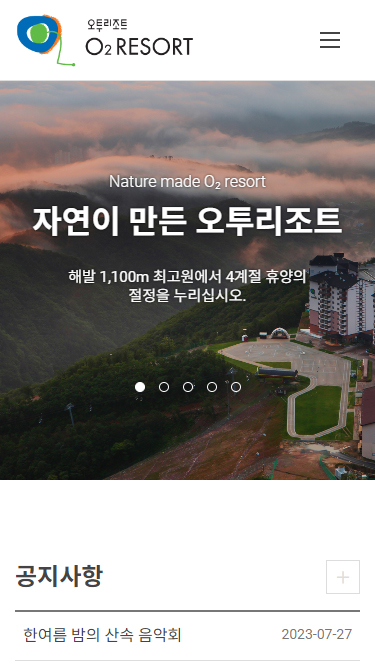 오투리조트
O2 RESORT
Nature made O₂ resort
자연이 만든 오투리조트
해발 1,100m 최고원에서 4계절 휴양의
절정을 누리십시오.
공지사항
한여름 밤의 산속 음악회 2023-07-27